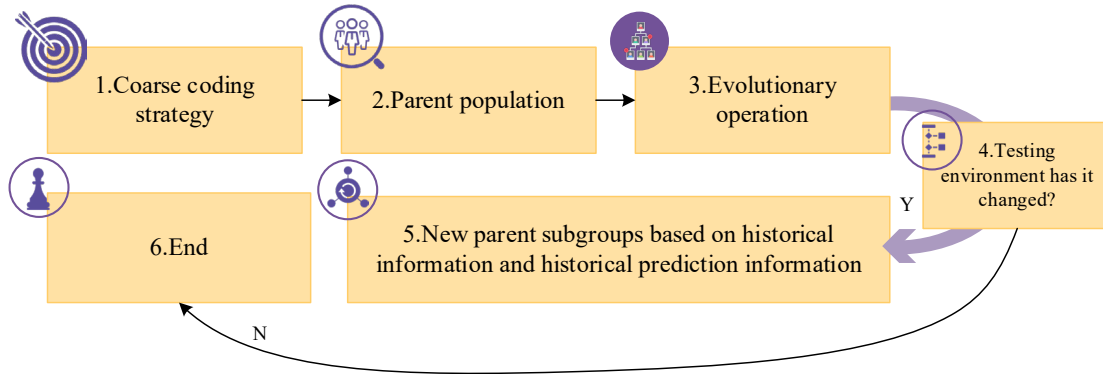 1.Coarse coding
strategy
2.Parent population
3.Evolutionary
operation
4.Testing
environment has it
changed?
Y
5.New parent subgroups based on historical
information and historical prediction information
6.End
N